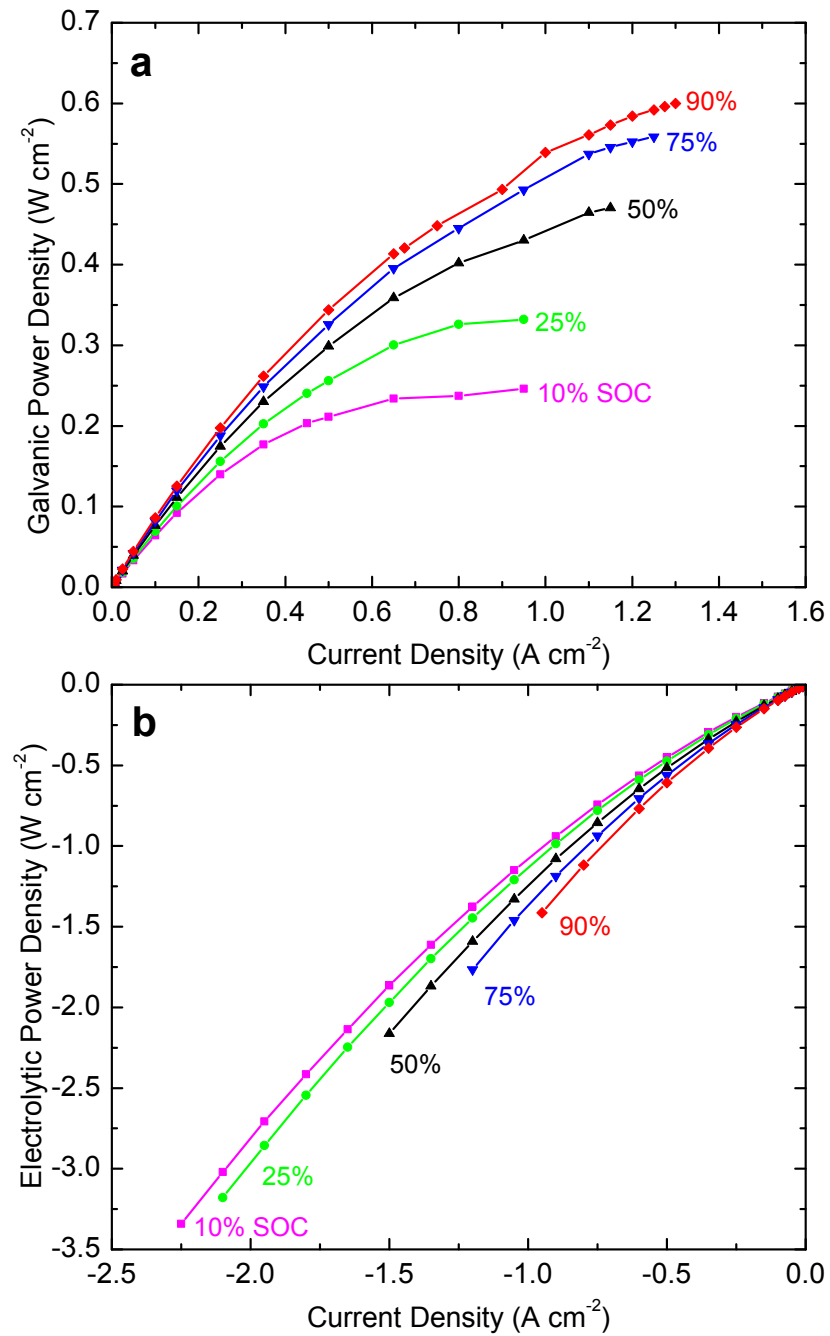 a
Galvanic Power Density (W cm⁻²)
0.7
0.6
0.5
0.4
0.3
0.2
0.1
0.0
90%
75%
50%
25%
10% SOC
0.0 0.2 0.4 0.6 0.8 1.0 1.2 1.4 1.6
Current Density (A cm⁻²)
b
Electrolytic Power Density (W cm⁻²)
0.0
-0.5
-1.0
-1.5
-2.0
-2.5
-3.0
-3.5
90%
75%
50%
25%
10% SOC
-2.5 -2.0 -1.5 -1.0 -0.5 0.0
Current Density (A cm⁻²)